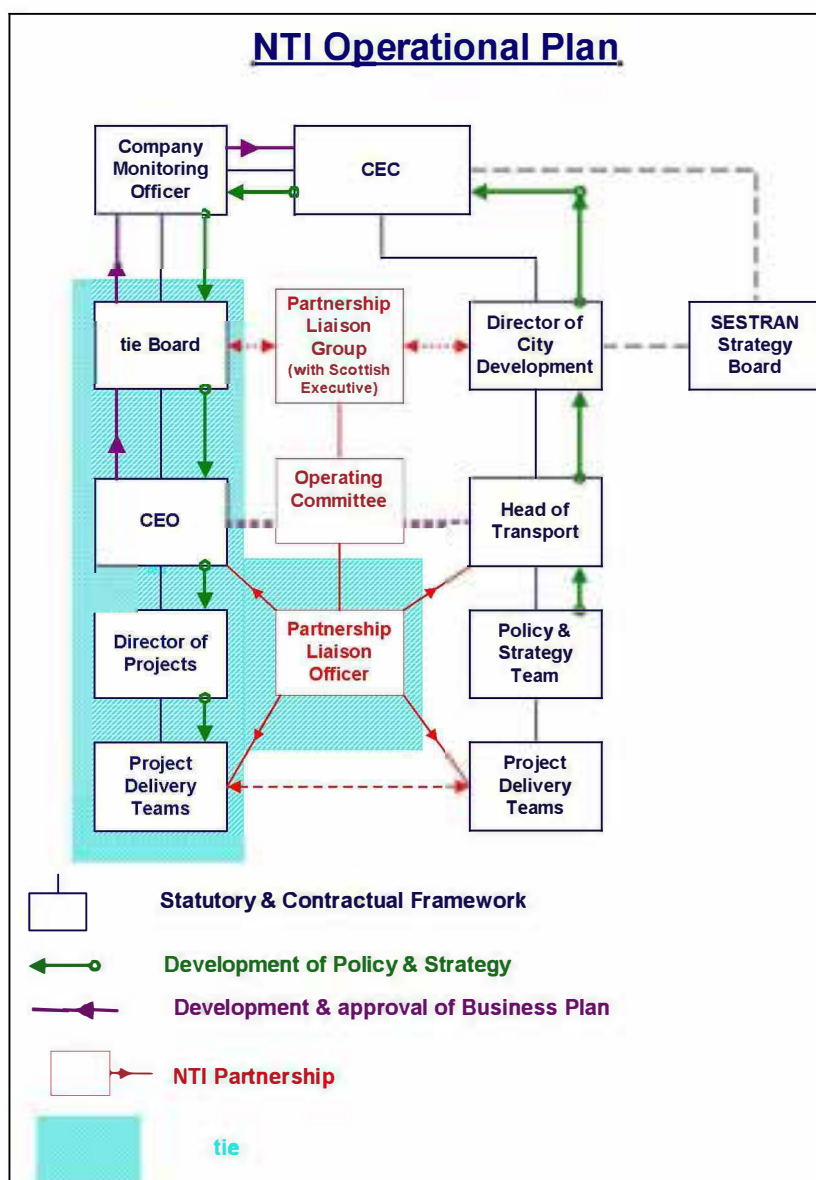 NTI Operational Plan
Company
Monitoring
Officer
CEC
tie Board
Partnership
Liaison
Group
(with Scottish
Executive)
Director of
City
Development
SESTRAN
Strategy
Board
CEO
Operating
Committee
Head of
Transport
Director of
Projects
Partnership
Liaison
Officer
Policy &
Strategy
Team
Project
Delivery
Teams
Project
Delivery
Teams
Statutory & Contractual Framework
Development of Policy & Strategy
Development & approval of Business Plan
NTI Partnership
tie